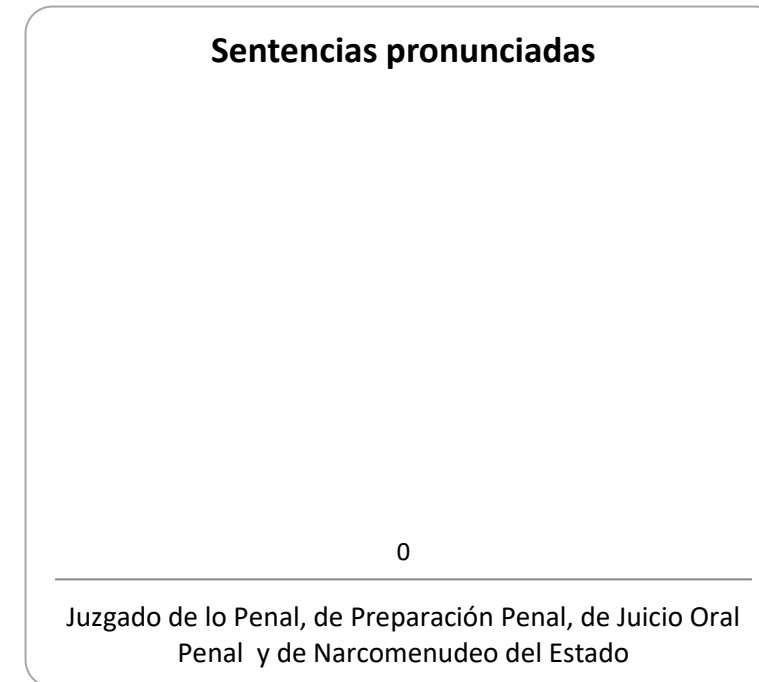 Sentencias pronunciadas
0
Juzgado de lo Penal, de Preparación Penal, de Juicio Oral
Penal  y de Narcomenudeo del Estado